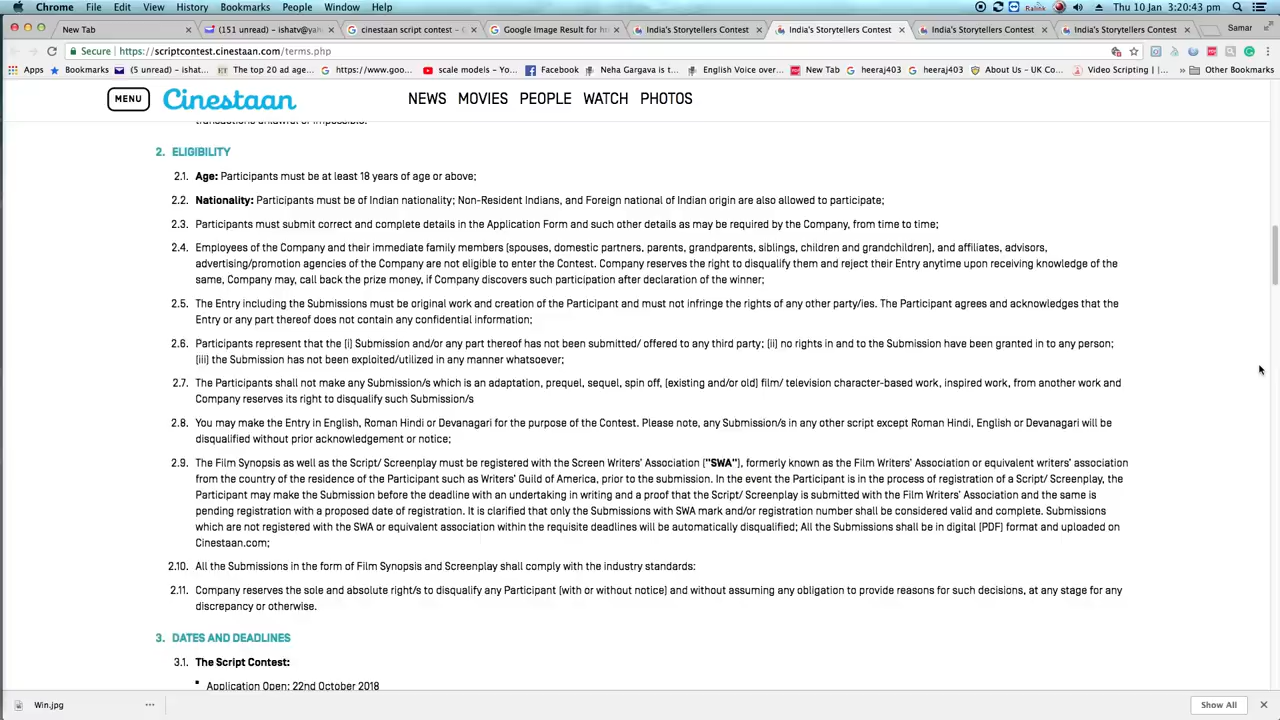 Chrome File Edit View History Bookmarks People Window Help Thu 10 Jan 3:20:43 pm
New Tab (151 unread) - ishatv@yah cinestaan script contest - G Google Image Result for h India's Storytellers Contest India's Storytellers Contest India's Storytellers Contest India's Storytellers Contest Samar
Secure https://scriptcontest.cinestaan.com/terms.php
Apps Bookmarks (5 unread) - ishat... The top 20 ad age... https://www.goo... scale models - Yo... Facebook Neha Gargava is t... English Voice over... New Tab heeraj403 heeraj403 About Us – UK Co... Video Scripting |... Other Bookmarks
MENU Cinestaan NEWS MOVIES PEOPLE WATCH PHOTOS
transactions unlawful or impossible.
2. ELIGIBILITY
2.1. Age: Participants must be at least 18 years of age or above;
2.2. Nationality: Participants must be of Indian nationality; Non-Resident Indians, and Foreign national of Indian origin are also allowed to participate;
2.3. Participants must submit correct and complete details in the Application Form and such other details as may be required by the Company, from time to time;
2.4. Employees of the Company and their immediate family members (spouses, domestic partners, parents, grandparents, siblings, children and grandchildren), and affiliates, advisors,
advertising/promotion agencies of the Company are not eligible to enter the Contest. Company reserves the right to disqualify them and reject their Entry anytime upon receiving knowledge of the
same, Company may, call back the prize money, if Company discovers such participation after declaration of the winner;
2.5. The Entry including the Submissions must be original work and creation of the Participant and must not infringe the rights of any other party/ies. The Participant agrees and acknowledges that the
Entry or any part thereof does not contain any confidential information;
2.6. Participants represent that the (i) Submission and/or any part thereof has not been submitted/ offered to any third party; (ii) no rights in and to the Submission have been granted in to any person;
(iii) the Submission has not been exploited/utilized in any manner whatsoever;
2.7. The Participants shall not make any Submission/s which is an adaptation, prequel, sequel, spin off, (existing and/or old) film/ television character-based work, inspired work, from another work and
Company reserves its right to disqualify such Submission/s
2.8. You may make the Entry in English, Roman Hindi or Devanagari for the purpose of the Contest. Please note, any Submission/s in any other script except Roman Hindi, English or Devanagari will be
disqualified without prior acknowledgement or notice;
2.9. The Film Synopsis as well as the Script/ Screenplay must be registered with the Screen Writers' Association ("SWA"), formerly known as the Film Writers' Association or equivalent writers' association
from the country of the residence of the Participant such as Writers' Guild of America, prior to the submission. In the event the Participant is in the process of registration of a Script/ Screenplay, the
Participant may make the Submission before the deadline with an undertaking in writing and a proof that the Script/ Screenplay is submitted with the Film Writers' Association and the same is
pending registration with a proposed date of registration. It is clarified that only the Submissions with SWA mark and/or registration number shall be considered valid and complete. Submissions
which are not registered with the SWA or equivalent association within the requisite deadlines will be automatically disqualified; All the Submissions shall be in digital (PDF) format and uploaded on
Cinestaan.com;
2.10. All the Submissions in the form of Film Synopsis and Screenplay shall comply with the industry standards:
2.11. Company reserves the sole and absolute right/s to disqualify any Participant (with or without notice) and without assuming any obligation to provide reasons for such decisions, at any stage for any
discrepancy or otherwise.
3. DATES AND DEADLINES
3.1. The Script Contest:
Application Open: 22nd October 2018
Win.jpg Show All